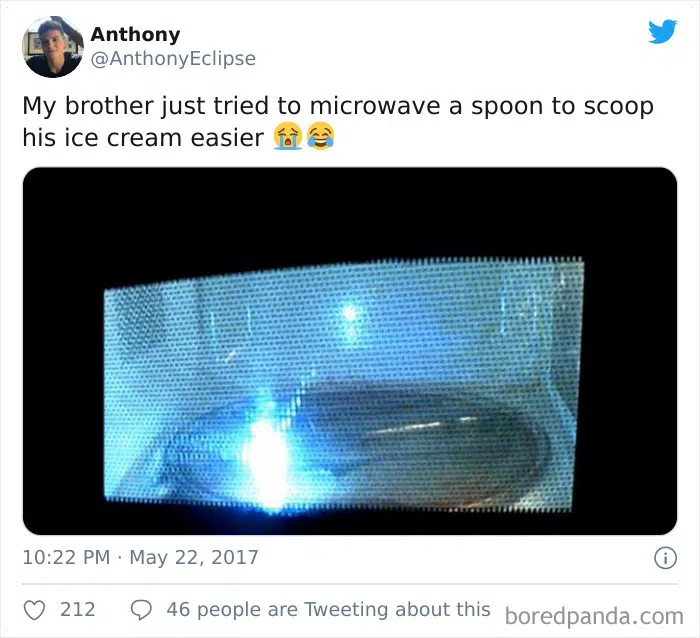 Anthony
@AnthonyEclipse
My brother just tried to microwave a spoon to scoop
his ice cream easier 😭😂
10:22 PM · May 22, 2017
212 46 people are Tweeting about this
boredpanda.com